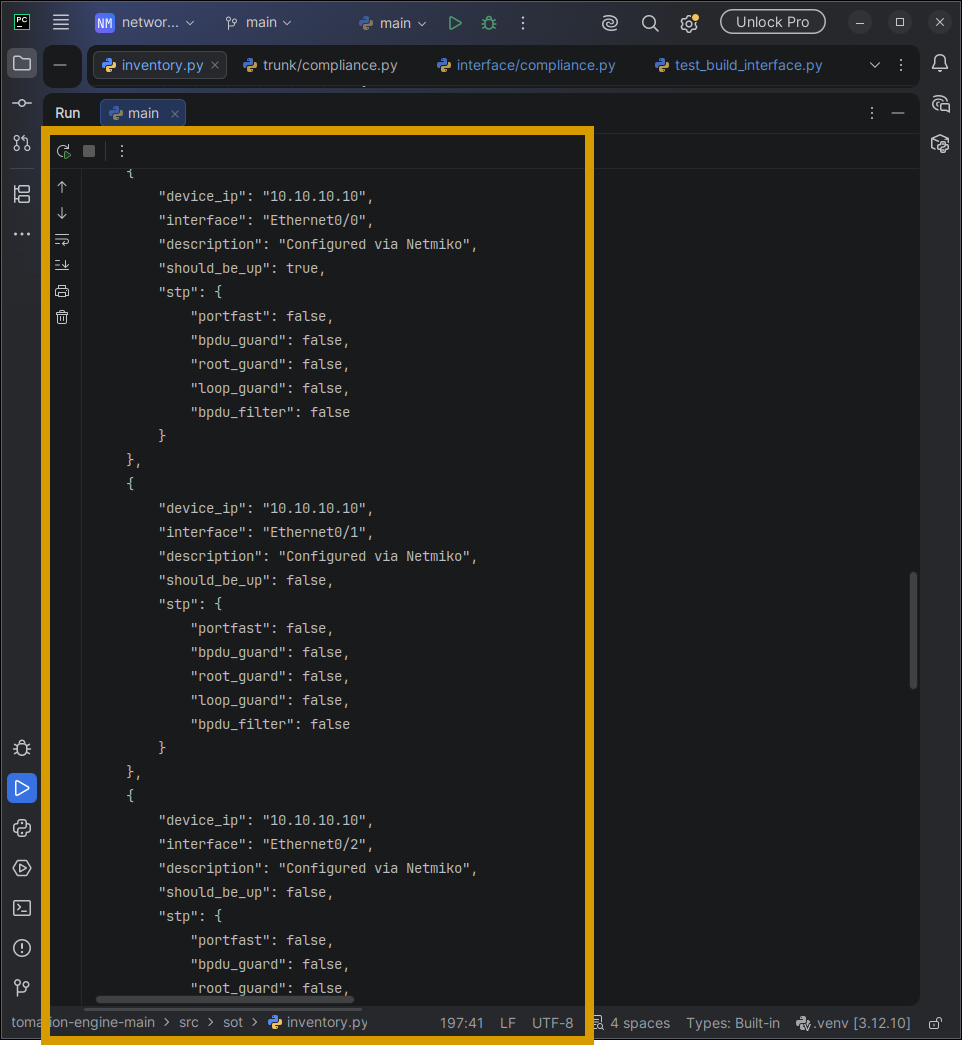 PC
NM networ...
main
main
Unlock Pro
inventory.py
trunk/compliance.py
interface/compliance.py
test_build_interface.py
Run
main
{
"device_ip": "10.10.10.10",
"interface": "Ethernet0/0",
"description": "Configured via Netmiko",
"should_be_up": true,
"stp": {
"portfast": false,
"bpdu_guard": false,
"root_guard": false,
"loop_guard": false,
"bpdu_filter": false
}
},
{
"device_ip": "10.10.10.10",
"interface": "Ethernet0/1",
"description": "Configured via Netmiko",
"should_be_up": false,
"stp": {
"portfast": false,
"bpdu_guard": false,
"root_guard": false,
"loop_guard": false,
"bpdu_filter": false
}
},
{
"device_ip": "10.10.10.10",
"interface": "Ethernet0/2",
"description": "Configured via Netmiko",
"should_be_up": false,
"stp": {
"portfast": false,
"bpdu_guard": false,
"root_guard": false,
tomation-engine-main > src > sot > inventory.py 197:41 LF UTF-8 4 spaces Types: Built-in .venv [3.12.10]